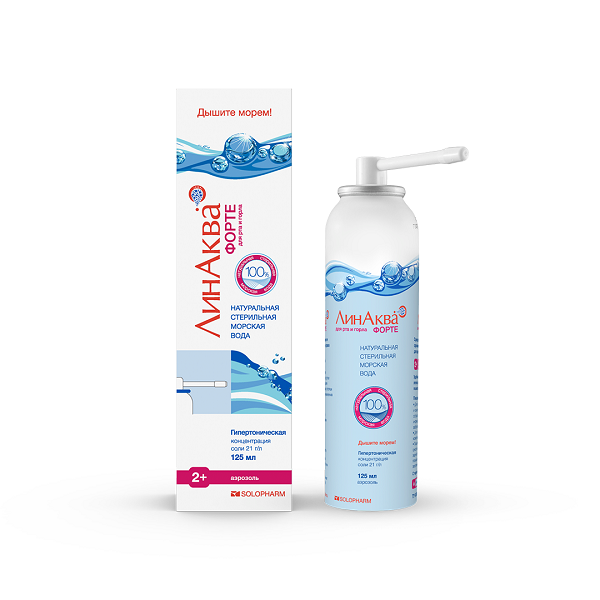 Дышите морем!
ЛинАква
ФОРТЕ
для рта и горла
100%
НАТУРАЛЬНАЯ
СТЕРИЛЬНАЯ
МОРСКАЯ
ВОДА
Гипертоническая
концентрация
соли 21 г/л
125 мл
2+
аэрозоль
SOLOPHARM
ЛинАква
для рта и горла
ФОРТЕ
НАТУРАЛЬНАЯ
СТЕРИЛЬНАЯ
МОРСКАЯ
ВОДА
100%
Дышите морем!
Гипертоническая
концентрация
соли 21 г/л
125 мл
аэрозоль
SOLOPHARM